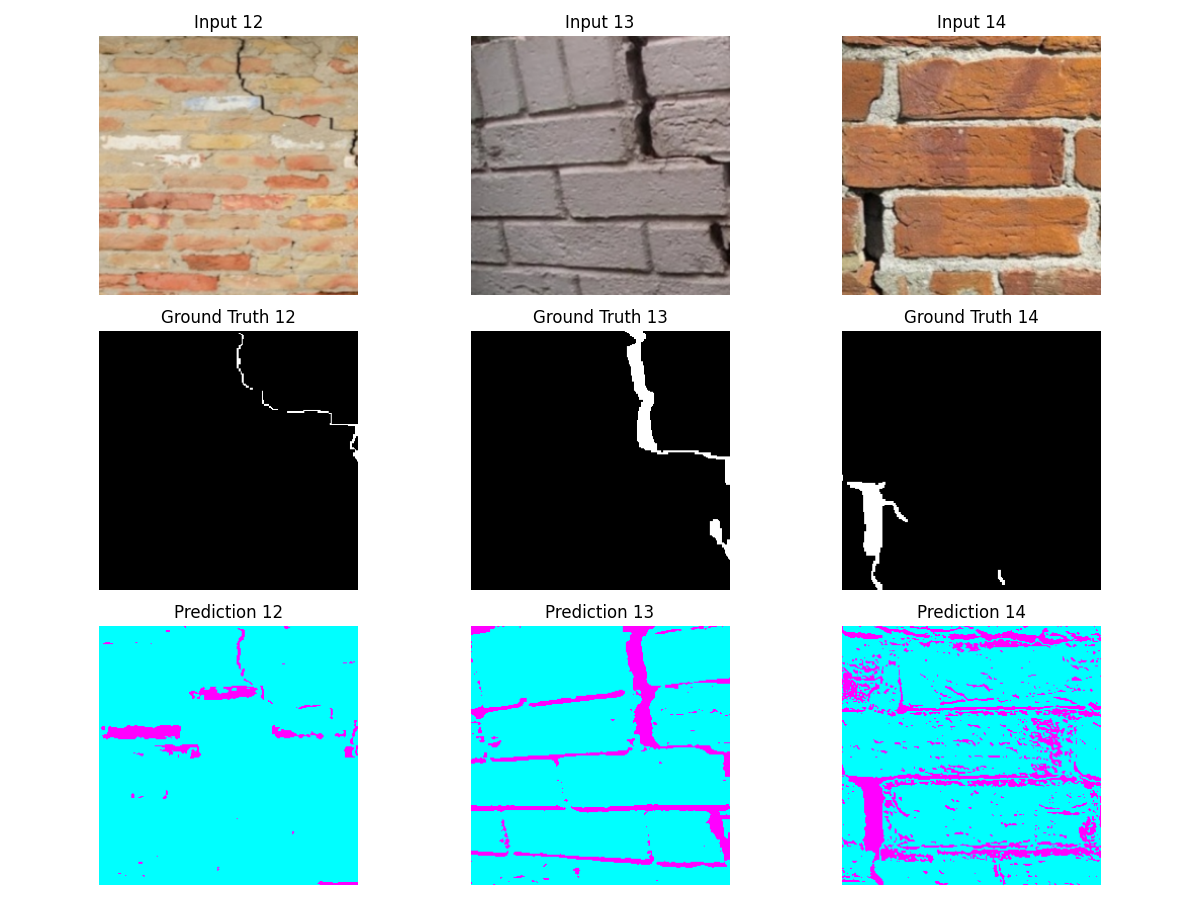 Input 12
Input 13
Input 14
Ground Truth 12
Ground Truth 13
Ground Truth 14
Prediction 12
Prediction 13
Prediction 14